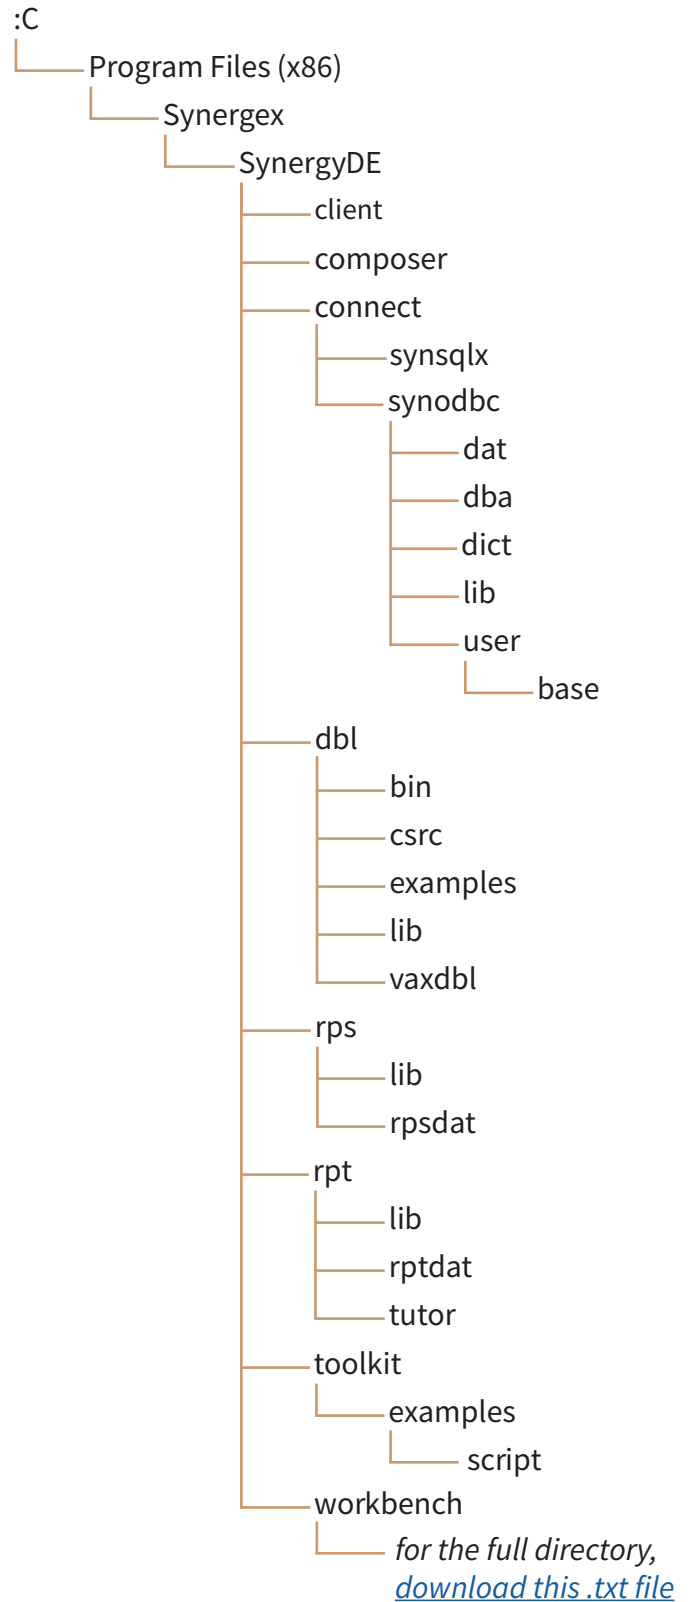 :C
Program Files (x86)
Synergex
SynergyDE
client
composer
connect
synsqlx
synodbc
dat
dba
dict
lib
user
base
dbl
bin
csrc
examples
lib
vaxdbl
rps
lib
rpsdat
rpt
lib
rptdat
tutor
toolkit
examples
script
workbench
for the full directory,
download this .txt file